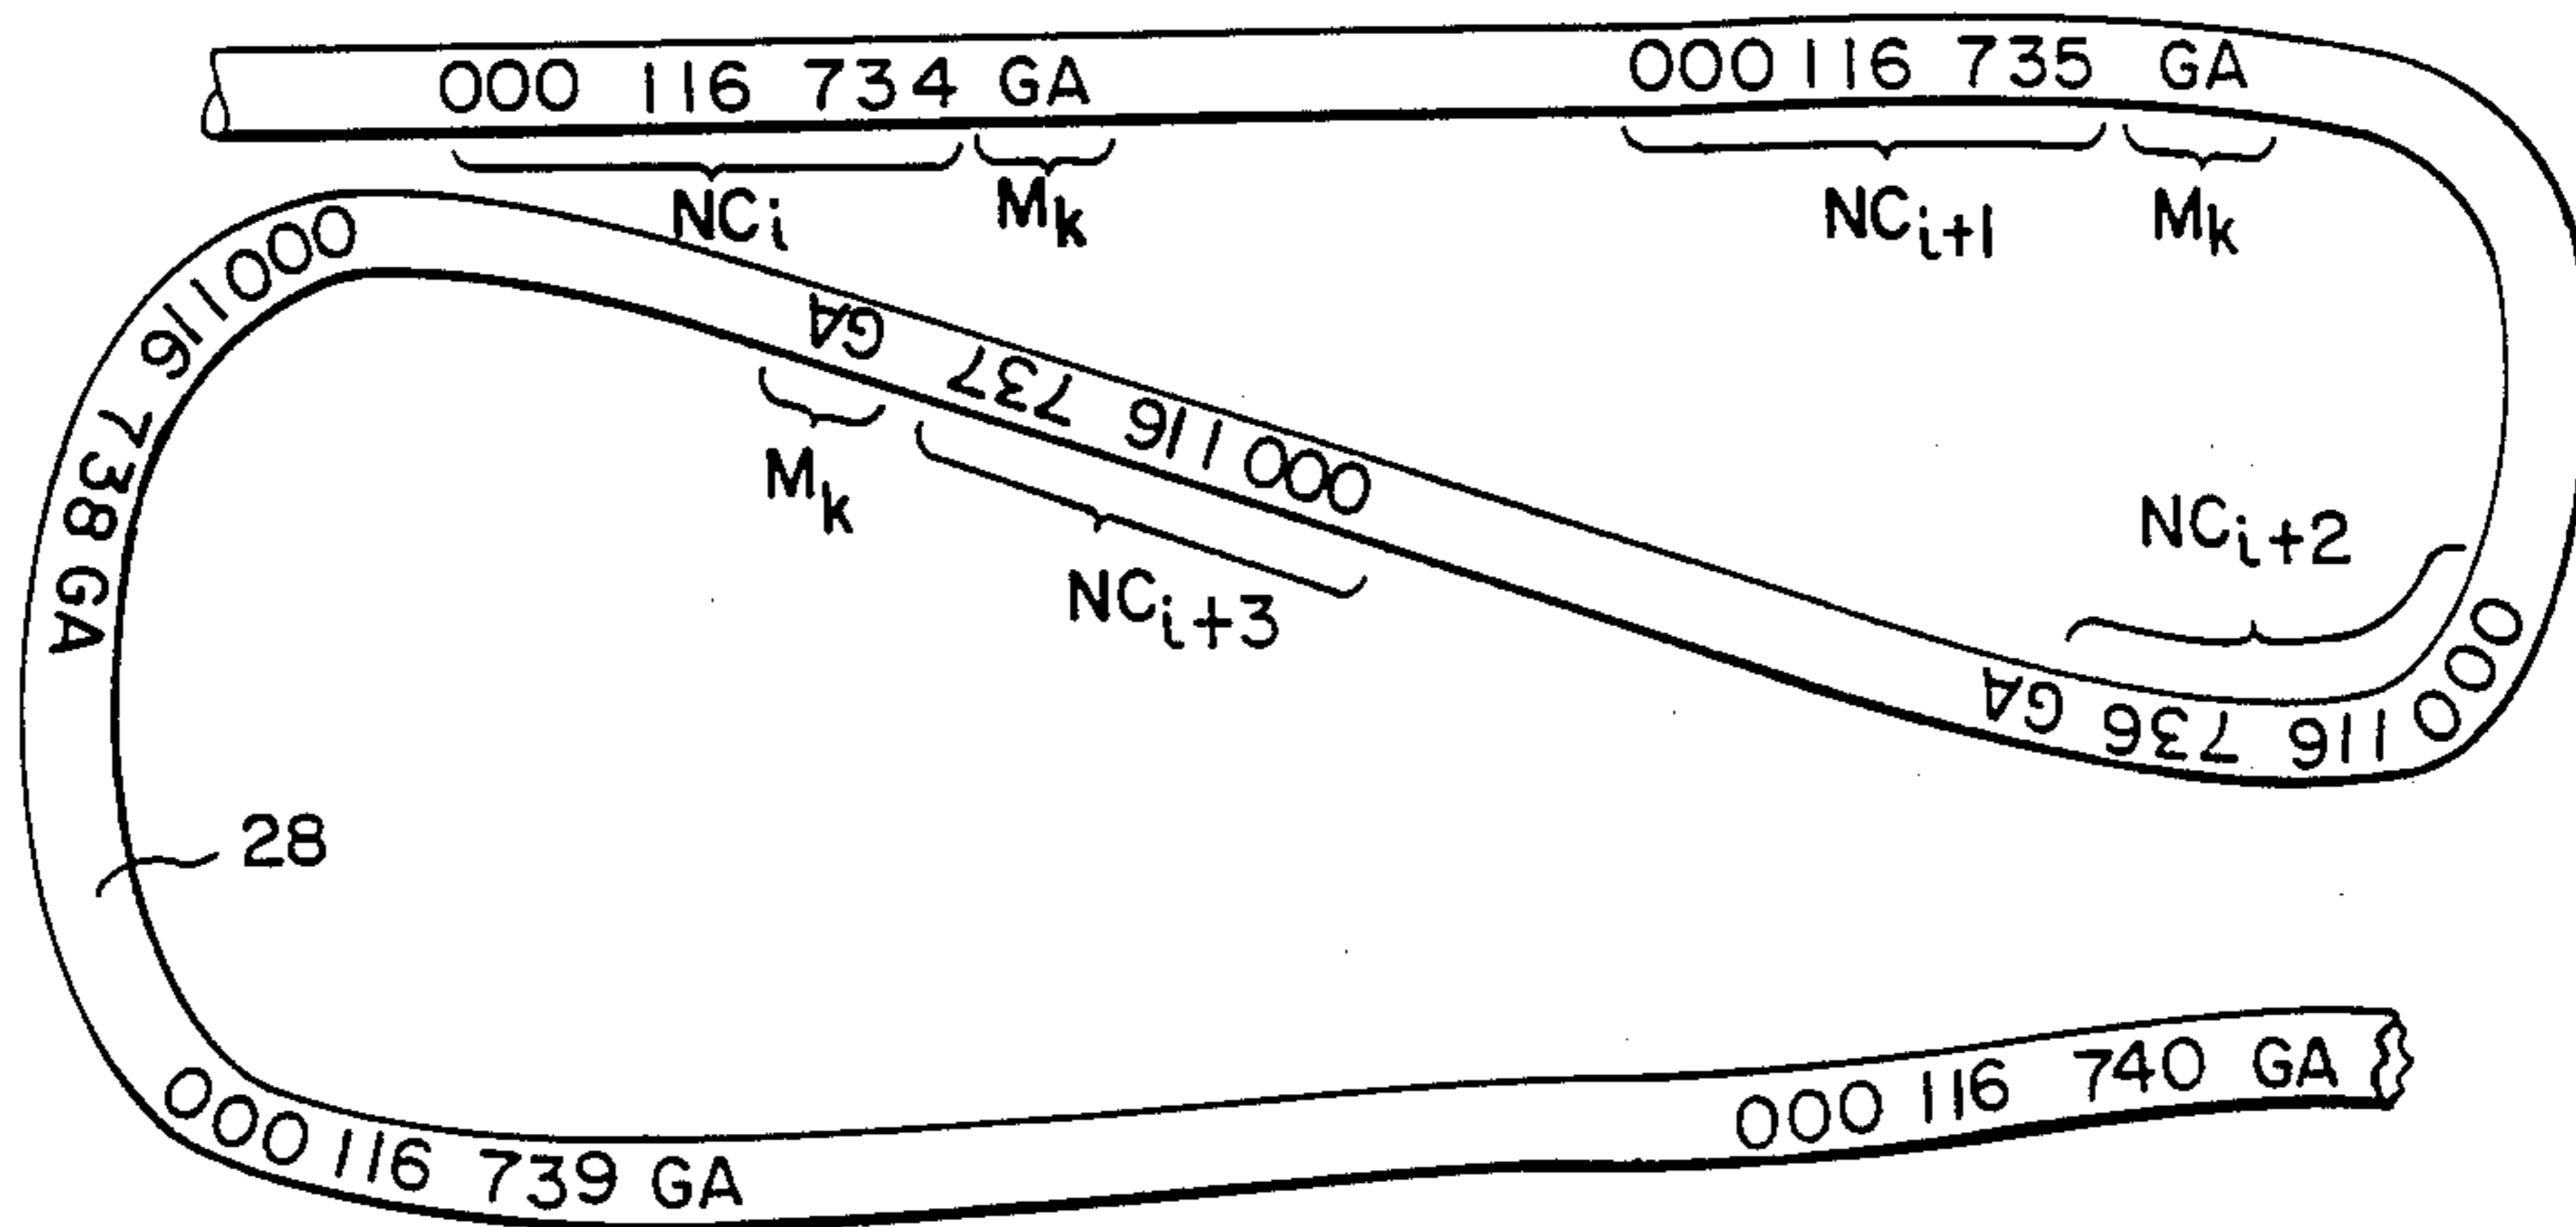 000 116 734 GA
000 116 735 GA
NCi
Mk
NCi+1
Mk
000 116 736 GA
NCi+2
000 116 737 GA
Mk
NCi+3
000 116 738 GA
28
000 116 739 GA
000 116 740 GA